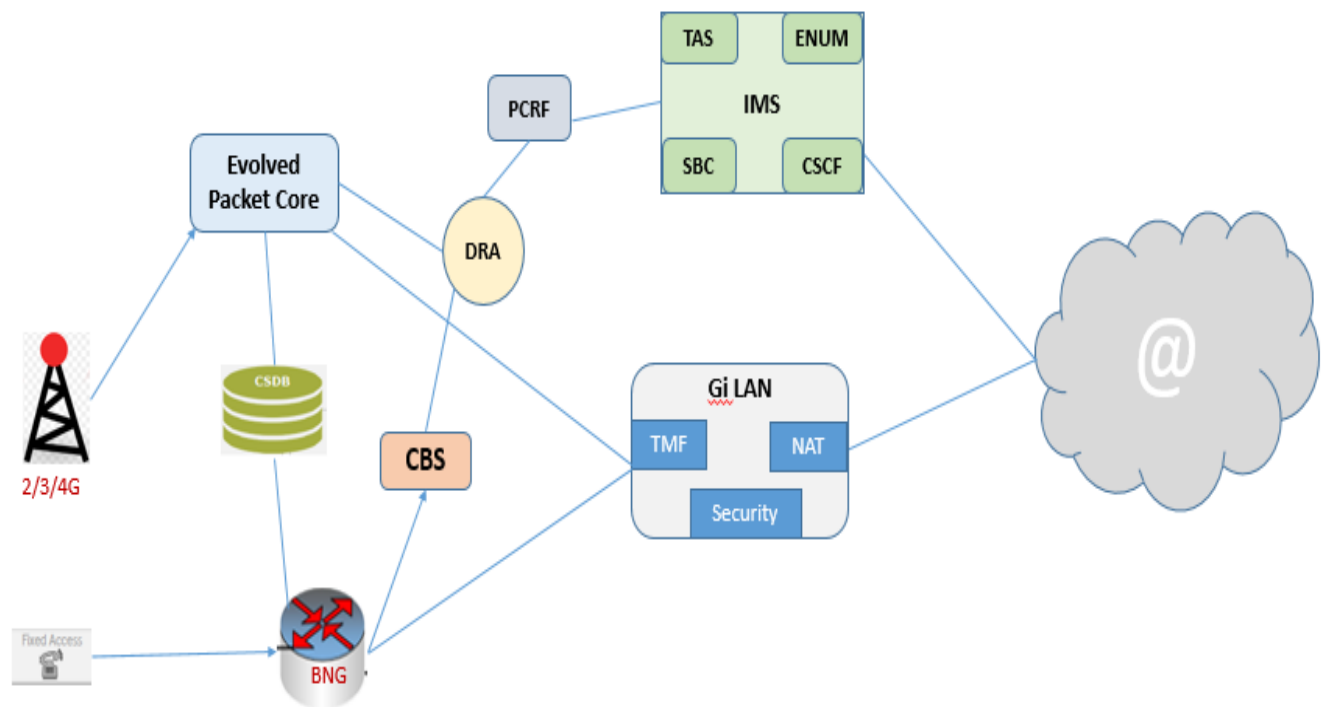 TAS
ENUM
IMS
SBC
CSCF
PCRF
Evolved
Packet Core
DRA
CSDB
2/3/4G
CBS
Gi LAN
TMF
NAT
Security
@
Fixed Access
BNG